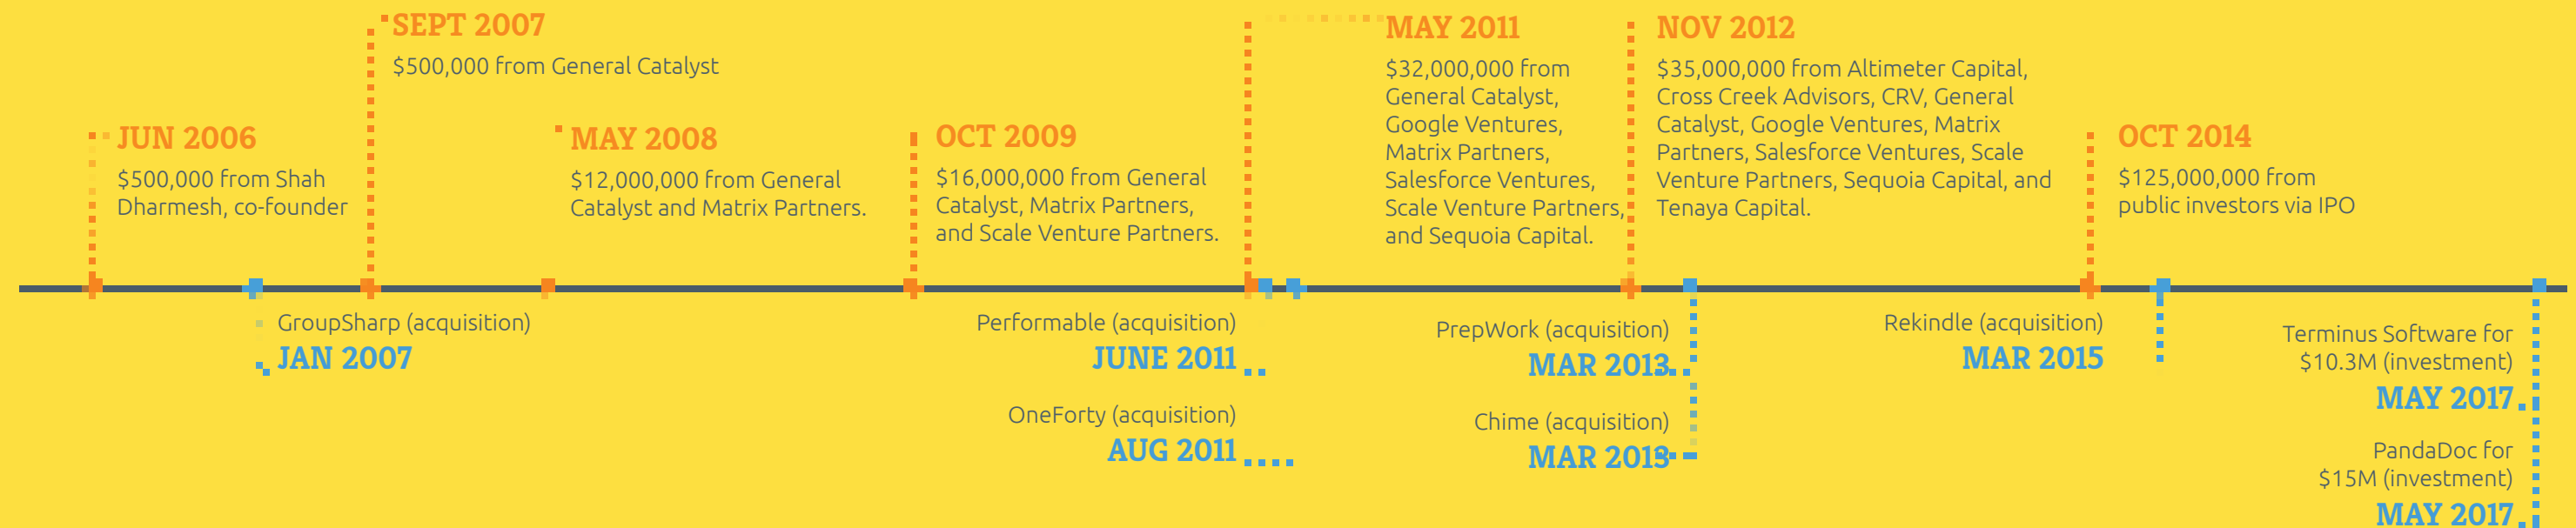 SEPT 2007
$500,000 from General Catalyst
JUN 2006
$500,000 from Shah
Dharmesh, co-founder
MAY 2008
$12,000,000 from General
Catalyst and Matrix Partners.
OCT 2009
$16,000,000 from General
Catalyst, Matrix Partners,
and Scale Venture Partners.
MAY 2011
$32,000,000 from
General Catalyst,
Google Ventures,
Matrix Partners,
Salesforce Ventures,
Scale Venture Partners,
and Sequoia Capital.
NOV 2012
$35,000,000 from Altimeter Capital,
Cross Creek Advisors, CRV, General
Catalyst, Google Ventures, Matrix
Partners, Salesforce Ventures, Scale
Venture Partners, Sequoia Capital, and
Tenaya Capital.
OCT 2014
$125,000,000 from
public investors via IPO
GroupSharp (acquisition)
JAN 2007
Performable (acquisition)
JUNE 2011
OneForty (acquisition)
AUG 2011
PrepWork (acquisition)
MAR 2013
Chime (acquisition)
MAR 2013
Rekindle (acquisition)
MAR 2015
Terminus Software for
$10.3M (investment)
MAY 2017
PandaDoc for
$15M (investment)
MAY 2017